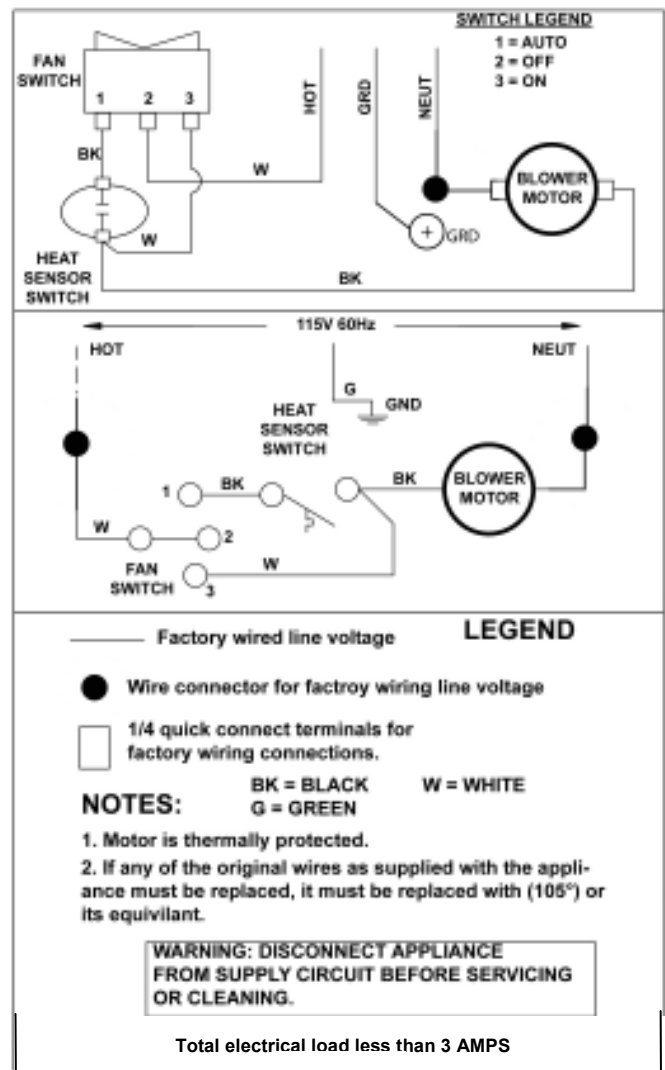 SWITCH LEGEND
1 = AUTO
2 = OFF
3 = ON
FAN
SWITCH
1 2 3
HOT
GRD
NEUT
BK
W
BLOWER
MOTOR
+
GRD
W
HEAT
SENSOR
SWITCH
BK
115V 60Hz
HOT
NEUT
G
GND
HEAT
SENSOR
SWITCH
1
BK
BK
BLOWER
MOTOR
W
2
FAN
SWITCH
3
W
LEGEND
Factory wired line voltage
Wire connector for factroy wiring line voltage
1/4 quick connect terminals for
factory wiring connections.
BK = BLACK W = WHITE
G = GREEN
NOTES:
1. Motor is thermally protected.
2. If any of the original wires as supplied with the appli-
ance must be replaced, it must be replaced with (105°) or
its equivilant.
WARNING: DISCONNECT APPLIANCE
FROM SUPPLY CIRCUIT BEFORE SERVICING
OR CLEANING.
Total electrical load less than 3 AMPS